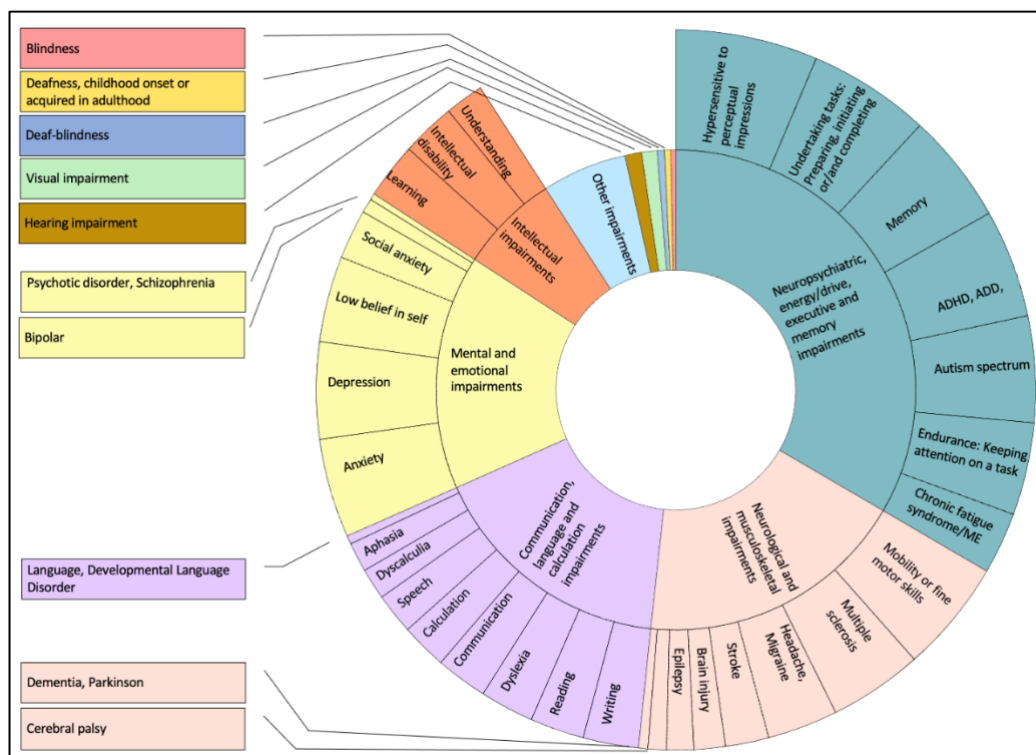 Blindness
Deafness, childhood onset or
acquired in adulthood
Deaf-blindness
Visual impairment
Hearing impairment
Psychotic disorder, Schizophrenia
Bipolar
Language, Developmental Language
Disorder
Dementia, Parkinson
Cerebral palsy
Hypersensitive to
perceptual
impressions
Undertaking tasks:
Preparing, initiating
or/and completing
Memory
ADHD, ADD,
Autism spectrum
Endurance: Keeping
attention on a task
Chronic fatigue
syndrome/ME
Neuropsychiatric,
energy/drive,
executive and
memory
impairments
Mobility or fine
motor skills
Multiple
sclerosis
Headache,
Migraine
Stroke
Brain injury
Epilepsy
Neurological and
musculoskeletal
impairments
Writing
Reading
Dyslexia
Communication
Calculation
Speech
Dyscalculia
Aphasia
Communication,
language and
calculation
impairments
Anxiety
Depression
Low belief in self
Social anxiety
Mental and
emotional
impairments
Learning
Intellectual
disability
Understanding
Intellectual
impairments
Other impairments